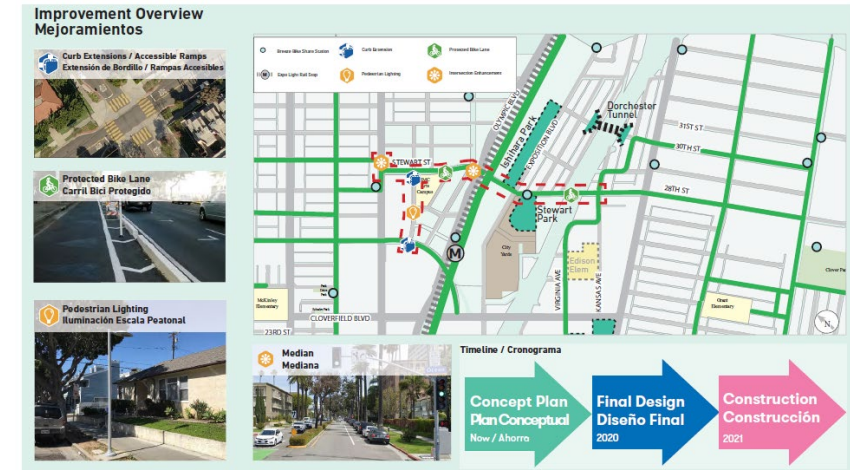 Improvement Overview
Mejoramientos
Curb Extensions / Accessible Ramps
Extensión de Bordillo / Rampas Accesibles
Protected Bike Lane
Carril Bici Protegido
Pedestrian Lighting
Iluminación Escala Peatonal
Breeze Bike Share Station
Curb Extension
Protected Bike Lane
M
Expo Light Rail Stop
Pedestrian Lighting
Intersection Enhancement
OLYMPIC BLVD
Ishihara Park
EXPOSITION BLVD
Dorchester
Tunnel
31ST ST
30TH ST
28TH ST
STEWART ST
Campus
Stewart
Park
M
City
Yards
Edison
Elem
VIRGINIA AVE
KANSAS AVE
Clover Park
McKinley
Elementary
Grant
Elementary
CLOVERFIELD BLVD
23RD ST
N
Median
Mediana
Timeline / Cronograma
Concept Plan
Plan Conceptual
Now / Ahora
Final Design
Diseño Final
2020
Construction
Construcción
2021